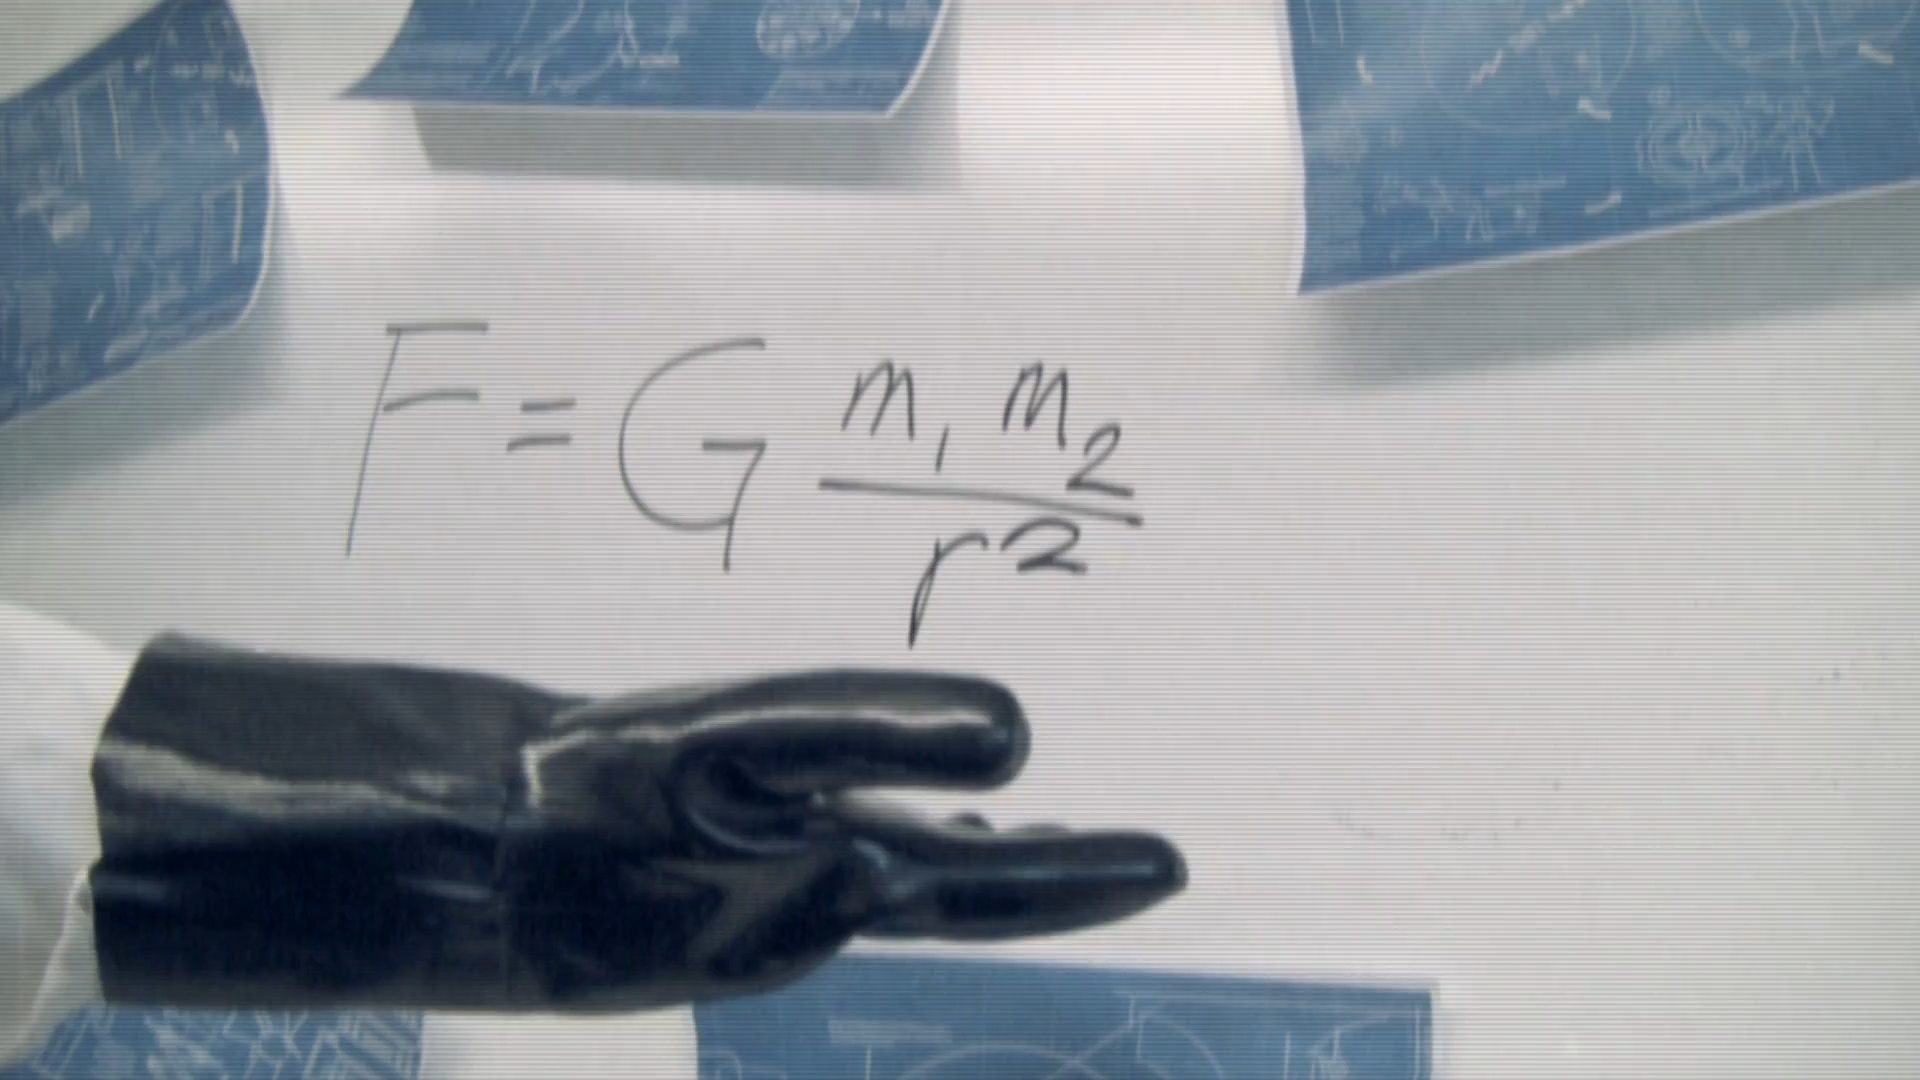 F = G m₁ m₂ / r²